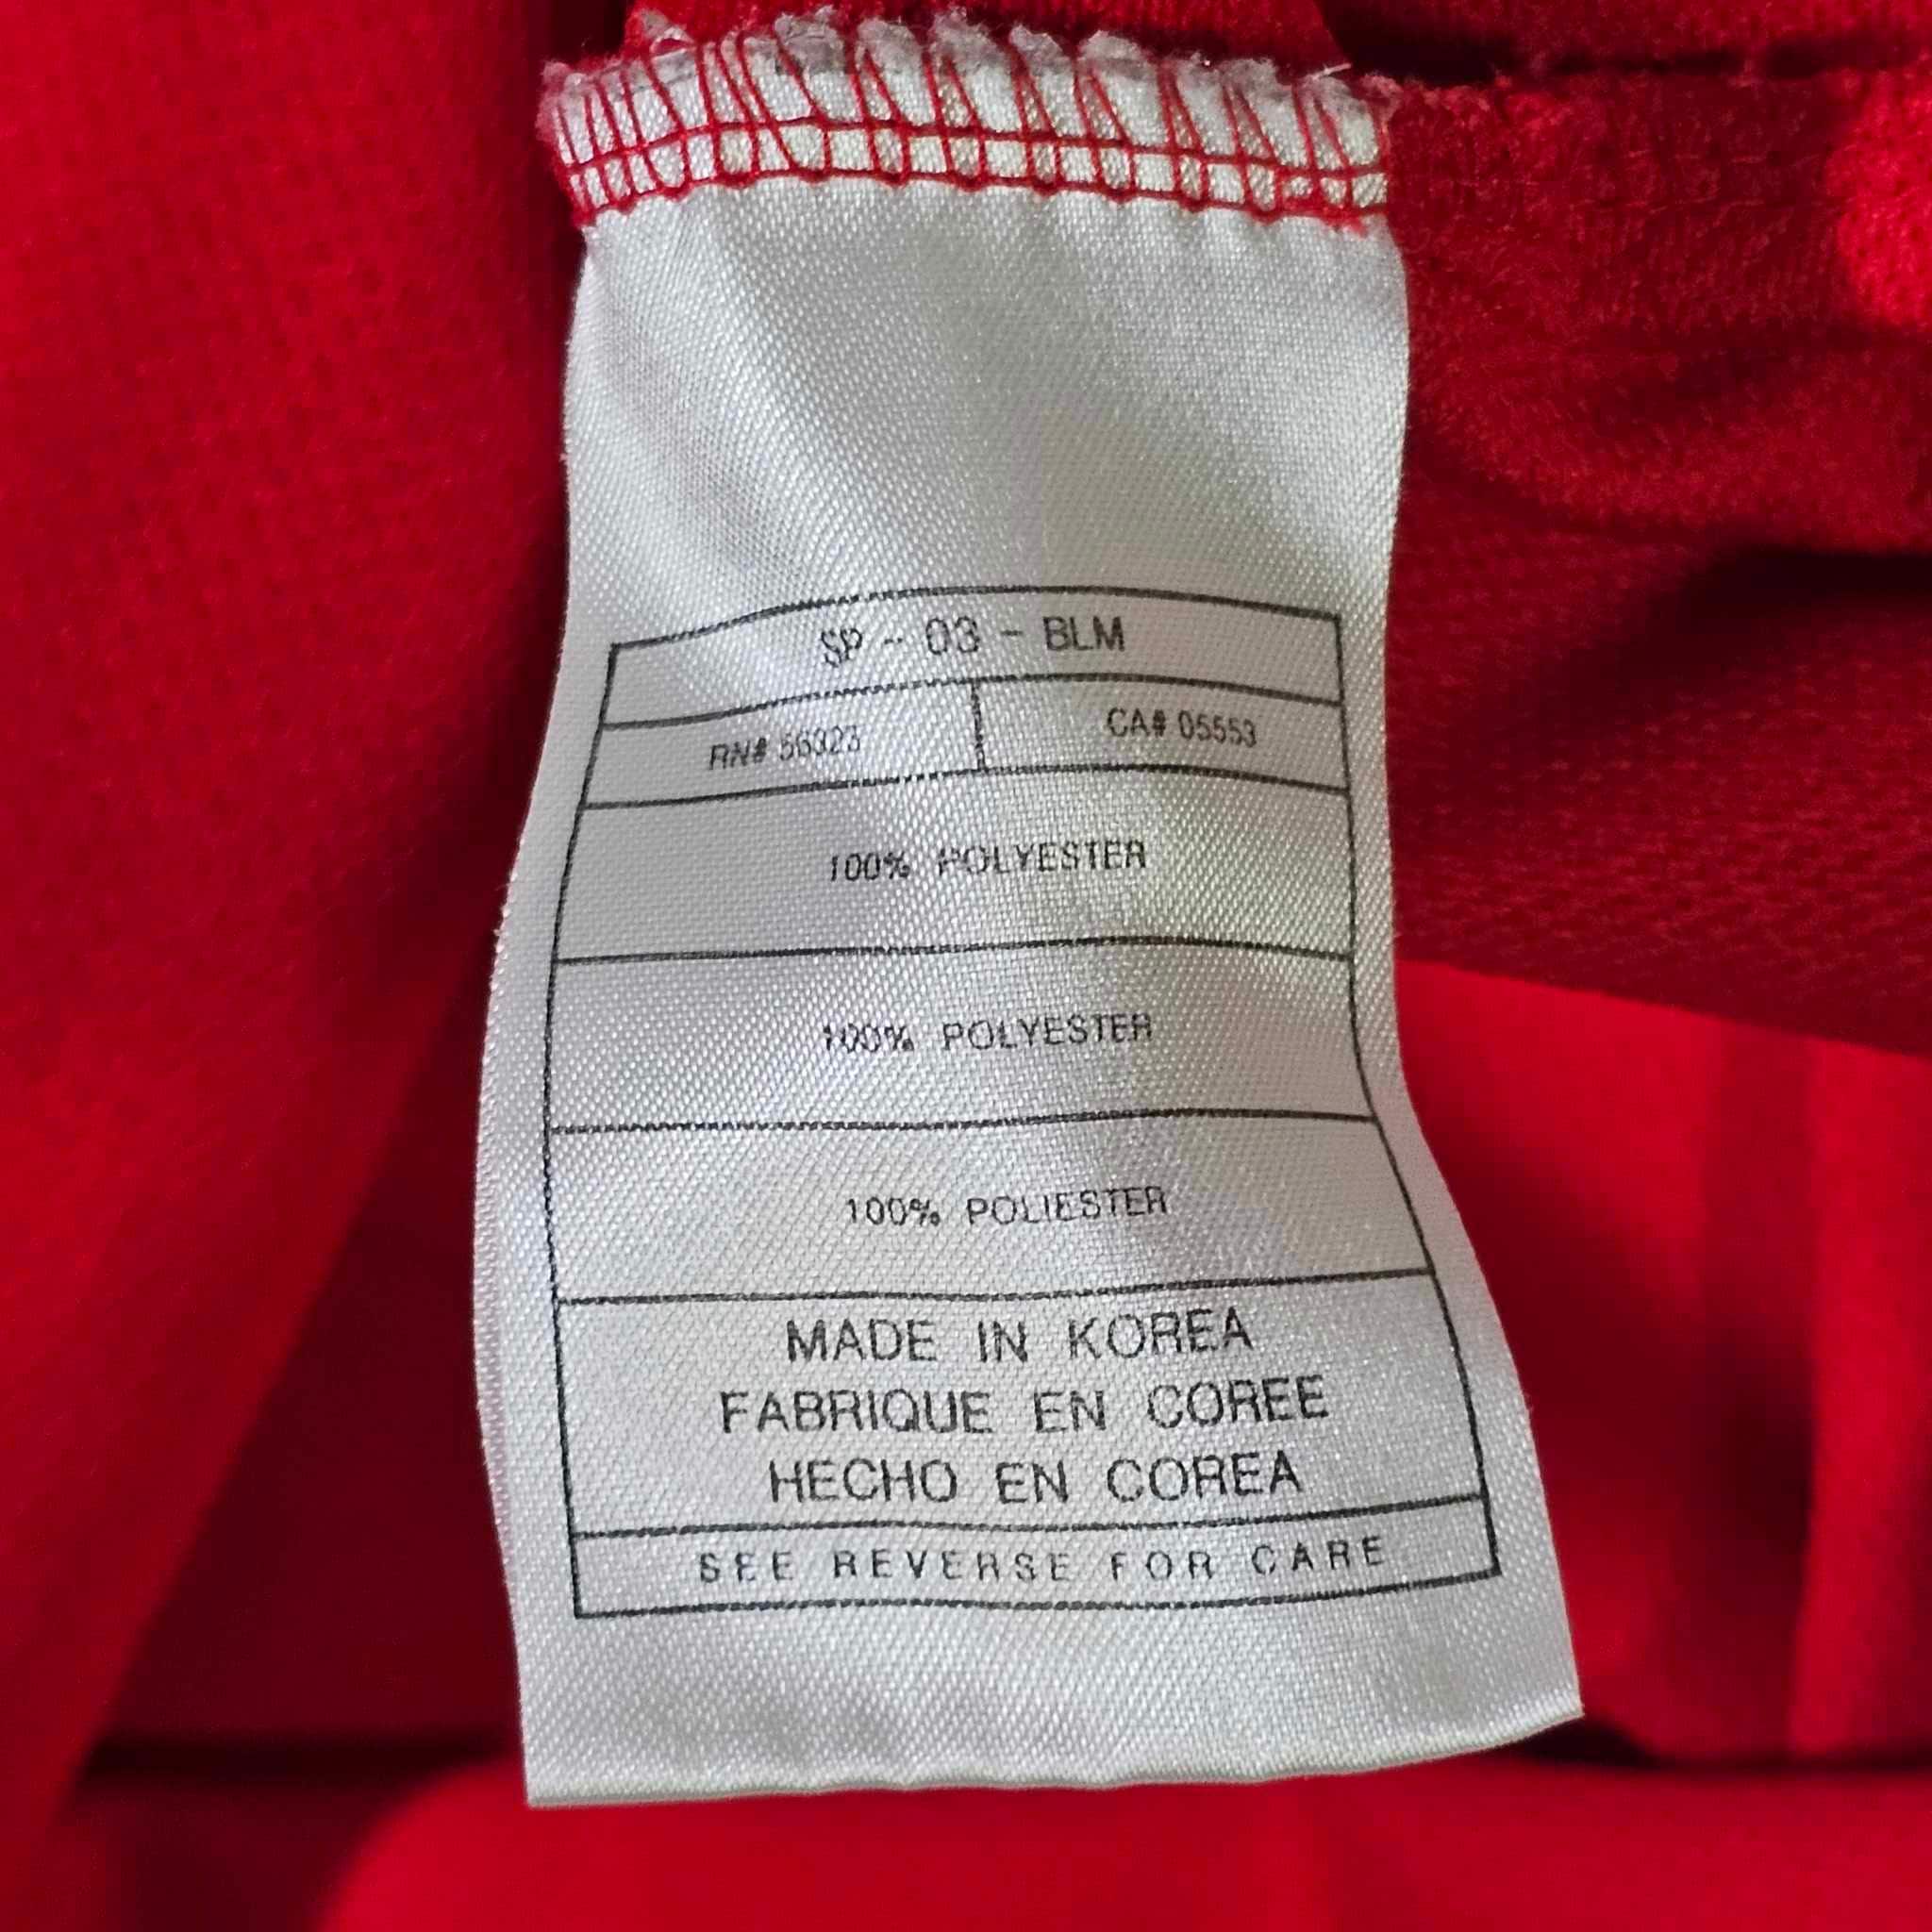 SP - 03 - BLM
RN# 56323 CA# 05553
100% POLYESTER
100% POLYESTER
100% POLIESTER
MADE IN KOREA
FABRIQUE EN COREE
HECHO EN COREA
SEE REVERSE FOR CARE